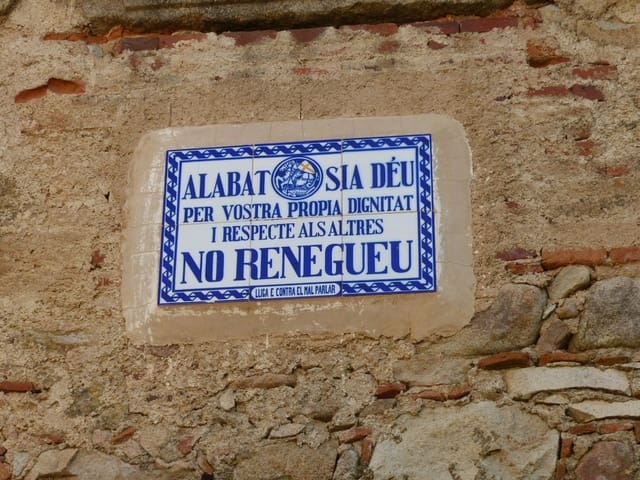 ALABAT SIA DÉU
PER VOSTRA PROPIA DIGNITAT
I RESPECTE ALS ALTRES
NO RENEGUEU
LLIGA E. CONTRA EL MAL PARLAR